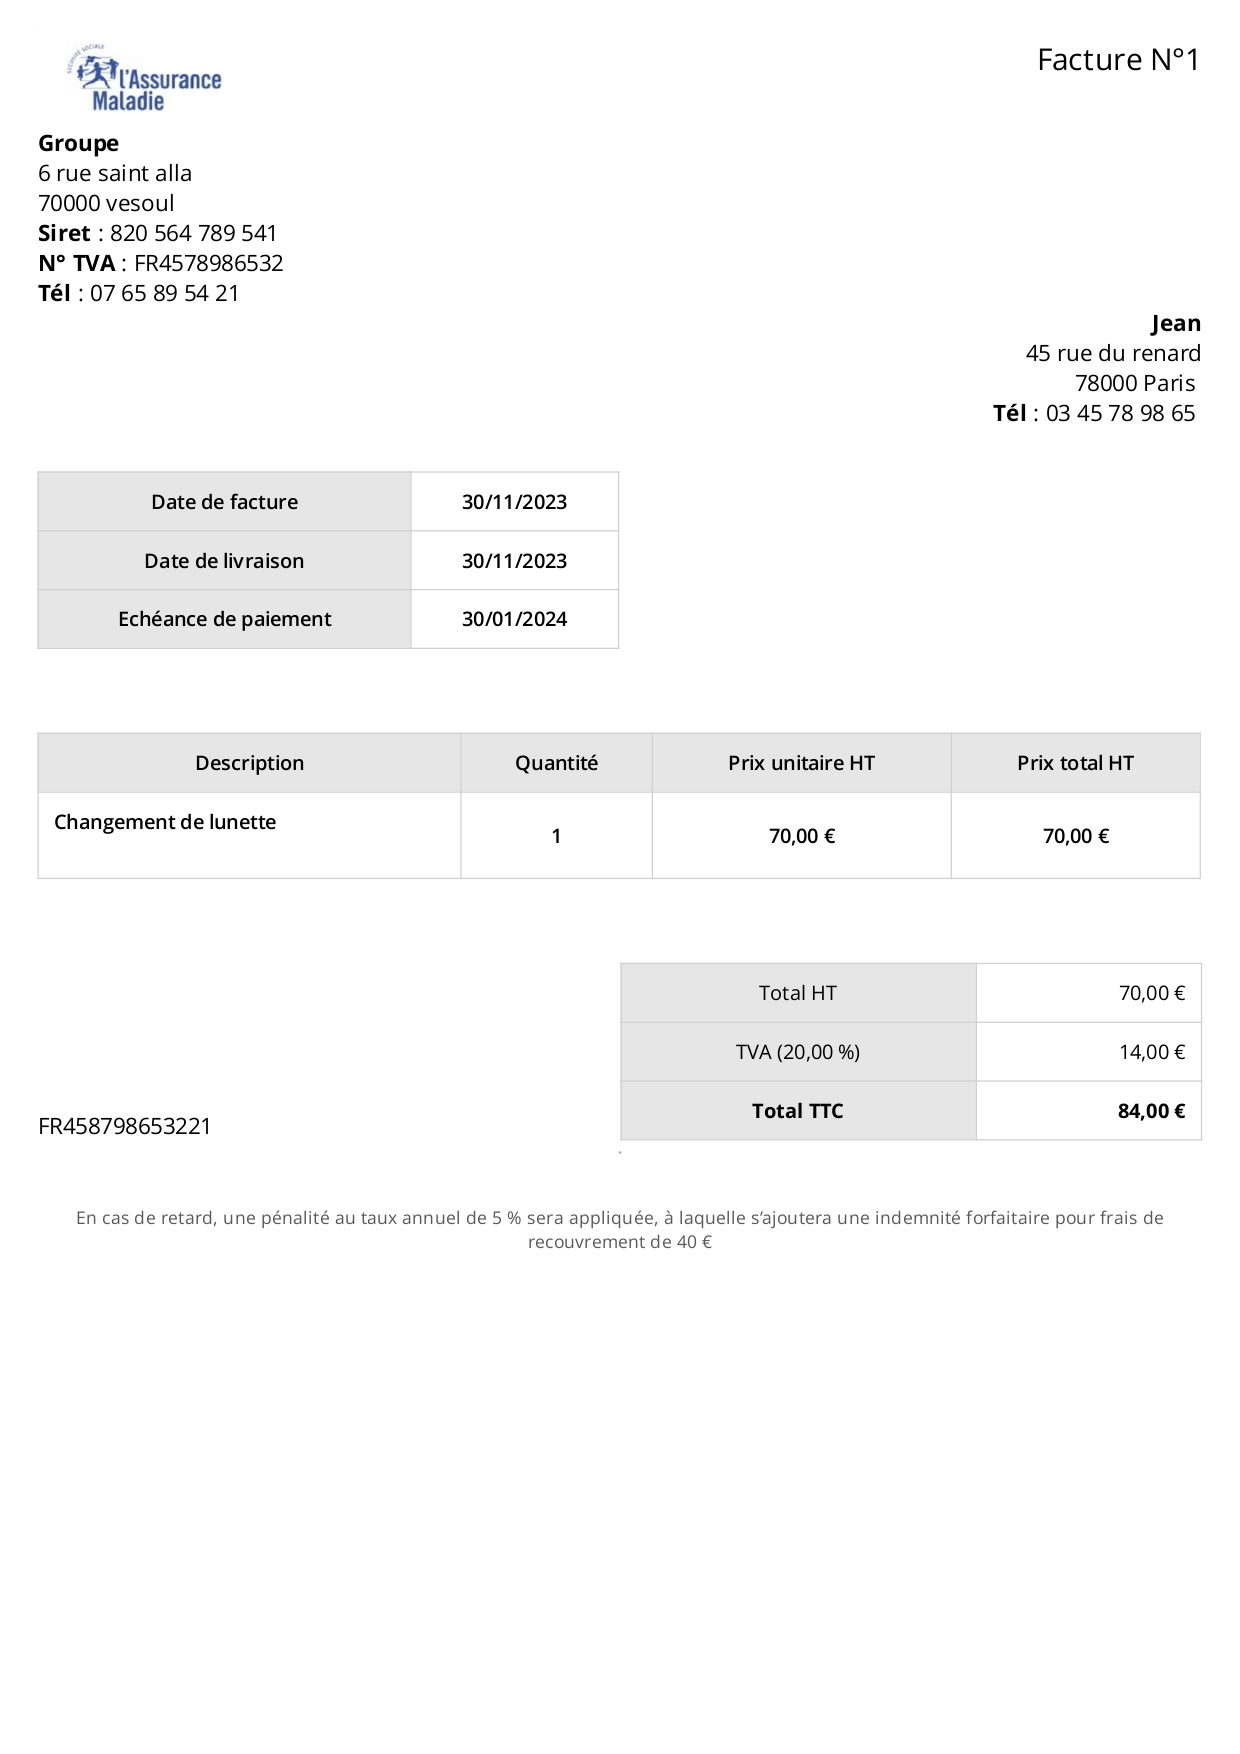 SÉCURITÉ SOCIALE
l'Assurance
Maladie
Facture N°1
Groupe
6 rue saint alla
70000 vesoul
Siret : 820 564 789 541
N° TVA : FR4578986532
Tél : 07 65 89 54 21
Jean
45 rue du renard
78000 Paris
Tél : 03 45 78 98 65
Date de facture 30/11/2023
Date de livraison 30/11/2023
Echéance de paiement 30/01/2024
Description Quantité Prix unitaire HT Prix total HT
Changement de lunette 1 70,00 € 70,00 €
Total HT 70,00 €
TVA (20,00 %) 14,00 €
Total TTC 84,00 €
FR458798653221
En cas de retard, une pénalité au taux annuel de 5 % sera appliquée, à laquelle s’ajoutera une indemnité forfaitaire pour frais de
recouvrement de 40 €